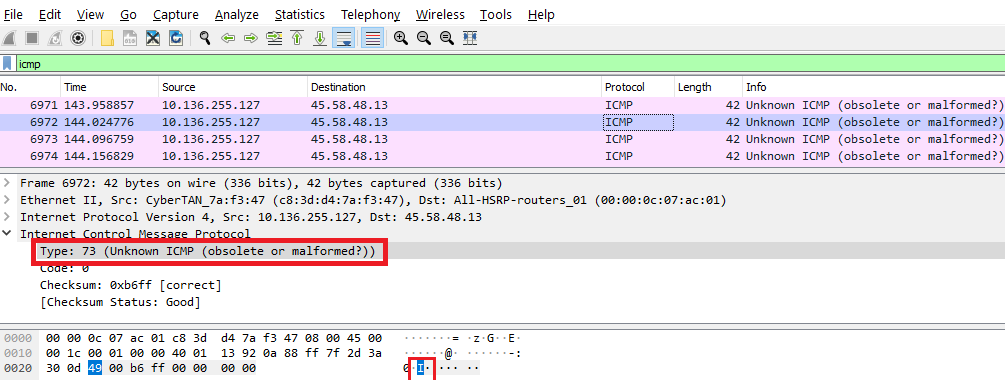 File Edit View Go Capture Analyze Statistics Telephony Wireless Tools Help
icmp
No. Time Source Destination Protocol Length Info
6971 143.958857 10.136.255.127 45.58.48.13 ICMP 42 Unknown ICMP (obsolete or malformed?)
6972 144.024776 10.136.255.127 45.58.48.13 ICMP 42 Unknown ICMP (obsolete or malformed?)
6973 144.096759 10.136.255.127 45.58.48.13 ICMP 42 Unknown ICMP (obsolete or malformed?)
6974 144.156829 10.136.255.127 45.58.48.13 ICMP 42 Unknown ICMP (obsolete or malformed?)
Frame 6972: 42 bytes on wire (336 bits), 42 bytes captured (336 bits)
Ethernet II, Src: CyberTAN_7a:f3:47 (c8:3d:d4:7a:f3:47), Dst: All-HSRP-routers_01 (00:00:0c:07:ac:01)
Internet Protocol Version 4, Src: 10.136.255.127, Dst: 45.58.48.13
Internet Control Message Protocol
Type: 73 (Unknown ICMP (obsolete or malformed?))
Code: 0
Checksum: 0xb6ff [correct]
[Checksum Status: Good]
0000 00 00 0c 07 ac 01 c8 3d d4 7a f3 47 08 00 45 00 ·······= ·z·G··E·
0010 00 1c 00 01 00 00 40 01 13 92 0a 88 ff 7f 2d 3a ······@· ······-:
0020 30 0d 49 00 b6 ff 00 00 00 00 0·I····· ··